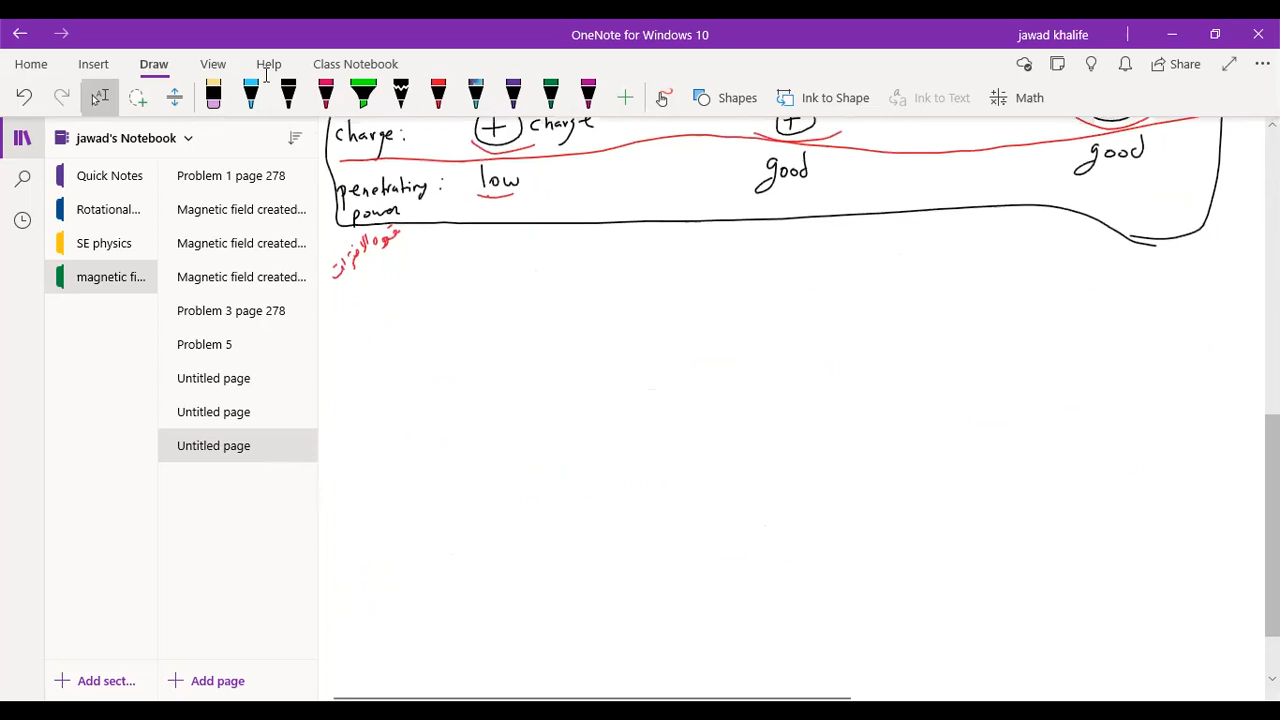 OneNote for Windows 10
jawad khalife
Home
Insert
Draw
View
Help
Class Notebook
Share
Shapes
Ink to Shape
Ink to Text
Math
jawad's Notebook
Quick Notes
Rotational...
SE physics
magnetic fi...
Problem 1 page 278
Magnetic field created...
Magnetic field created...
Magnetic field created...
Problem 3 page 278
Problem 5
Untitled page
Untitled page
Untitled page
Add sect...
Add page
charge: + charge +
penetrating: low good good
power